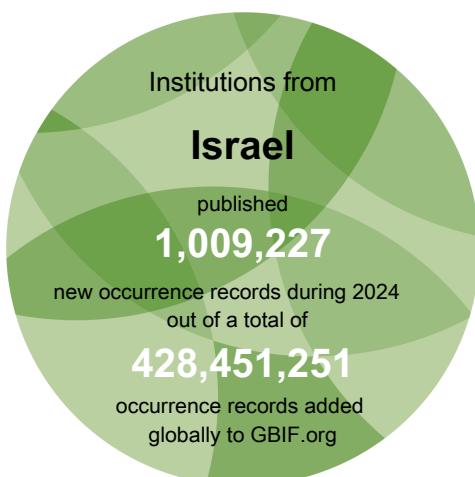 Institutions from
Israel
published
1,009,227
new occurrence records during 2024
out of a total of
428,451,251
occurrence records added
globally to GBIF.org